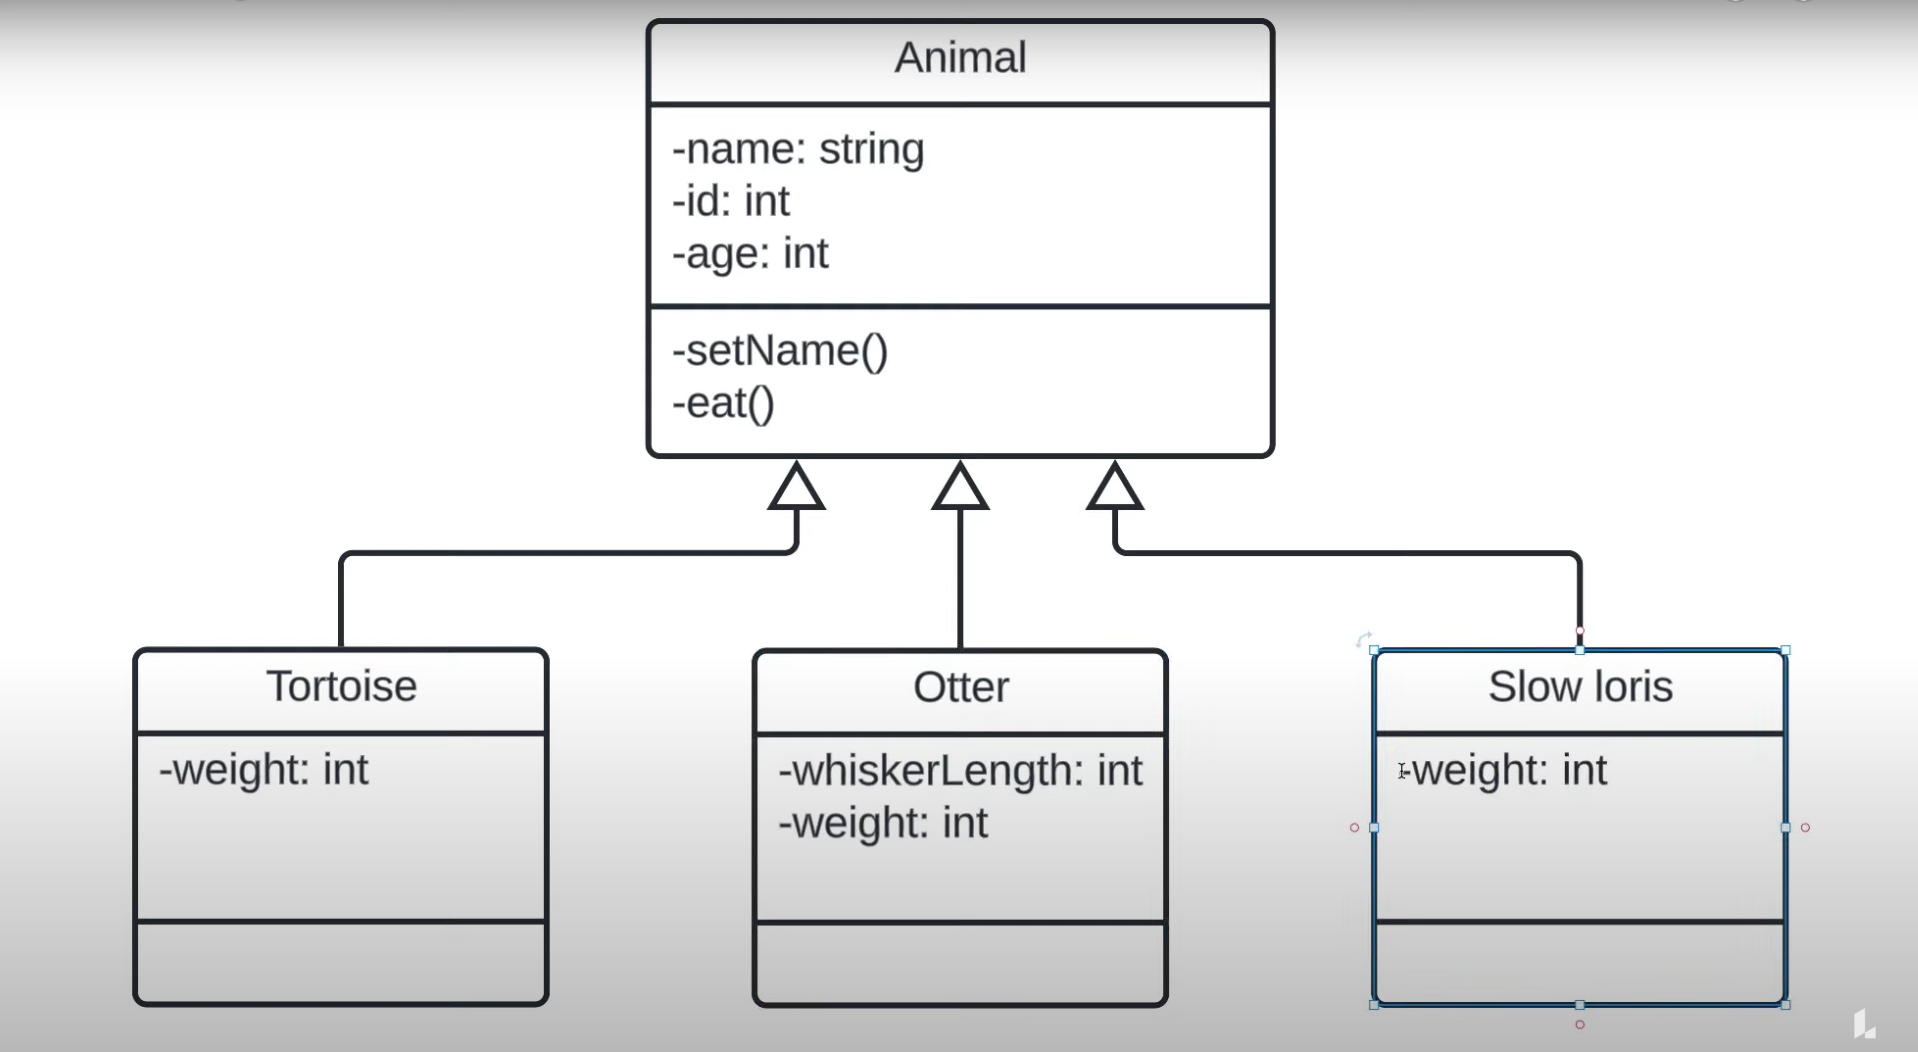 Animal
-name: string
-id: int
-age: int
-setName()
-eat()
Tortoise
-weight: int
Otter
-whiskerLength: int
-weight: int
Slow loris
-weight: int